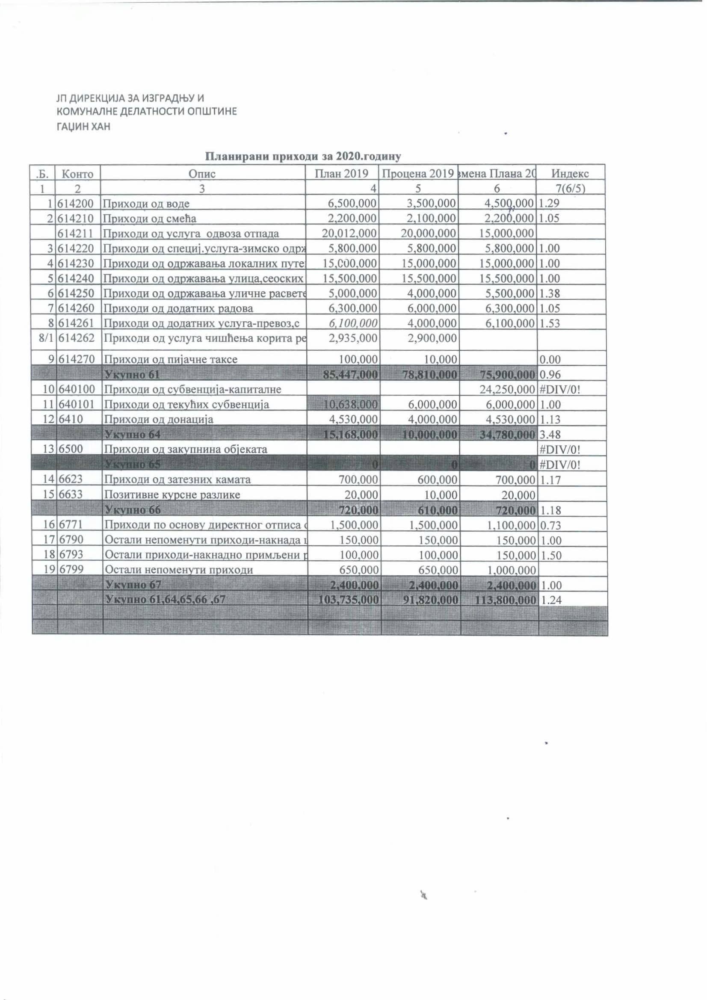 ЈП ДИРЕКЦИЈА ЗА ИЗГРАДЊУ И
КОМУНАЛНЕ ДЕЛАТНОСТИ ОПШТИНЕ
ГАЏИН ХАН
Планирани приходи за 2020.годину
.Б. Конто Опис План 2019 Процена 2019 змена Плана 20 Индекс
1 2 3 4 5 6 7(6/5)
1 614200 Приходи од воде 6,500,000 3,500,000 4,500,000 1.29
2 614210 Приходи од смећа 2,200,000 2,100,000 2,200,000 1.05
614211 Приходи од услуга одвоза отпада 20,012,000 20,000,000 15,000,000
3 614220 Приходи од специј.услуга-зимско одрж 5,800,000 5,800,000 5,800,000 1.00
4 614230 Приходи од одржавања локалних путе 15,000,000 15,000,000 15,000,000 1.00
5 614240 Приходи од одржавања улица,сеоских 15,500,000 15,500,000 15,500,000 1.00
6 614250 Приходи од одржавања уличне расвете 5,000,000 4,000,000 5,500,000 1.38
7 614260 Приходи од додатних радова 6,300,000 6,000,000 6,300,000 1.05
8 614261 Приходи од додатних услуга-превоз,с 6,100,000 4,000,000 6,100,000 1.53
8/1 614262 Приходи од услуга чишћења корита ре 2,935,000 2,900,000
9 614270 Приходи од пијачне таксе 100,000 10,000 0.00
Укупно 61 85,447,000 78,810,000 75,900,000 0.96
10 640100 Приходи од субвенција-капиталне 24,250,000 #DIV/0!
11 640101 Приходи од текућих субвенција 10,638,000 6,000,000 6,000,000 1.00
12 6410 Приходи од донација 4,530,000 4,000,000 4,530,000 1.13
Укупно 64 15,168,000 10,000,000 34,780,000 3.48
13 6500 Приходи од закупнина објеката #DIV/0!
Укупно 65 0 0 0 #DIV/0!
14 6623 Приходи од затезних камата 700,000 600,000 700,000 1.17
15 6633 Позитивне курсне разлике 20,000 10,000 20,000
Укупно 66 720,000 610,000 720,000 1.18
16 6771 Приходи по основу директног отписа о 1,500,000 1,500,000 1,100,000 0.73
17 6790 Остали непоменути приходи-накнада ш 150,000 150,000 150,000 1.00
18 6793 Остали приходи-накнадно примљени р 100,000 100,000 150,000 1.50
19 6799 Остали непоменути приходи 650,000 650,000 1,000,000
Укупно 67 2,400,000 2,400,000 2,400,000 1.00
Укупно 61,64,65,66 ,67 103,735,000 91,820,000 113,800,000 1.24